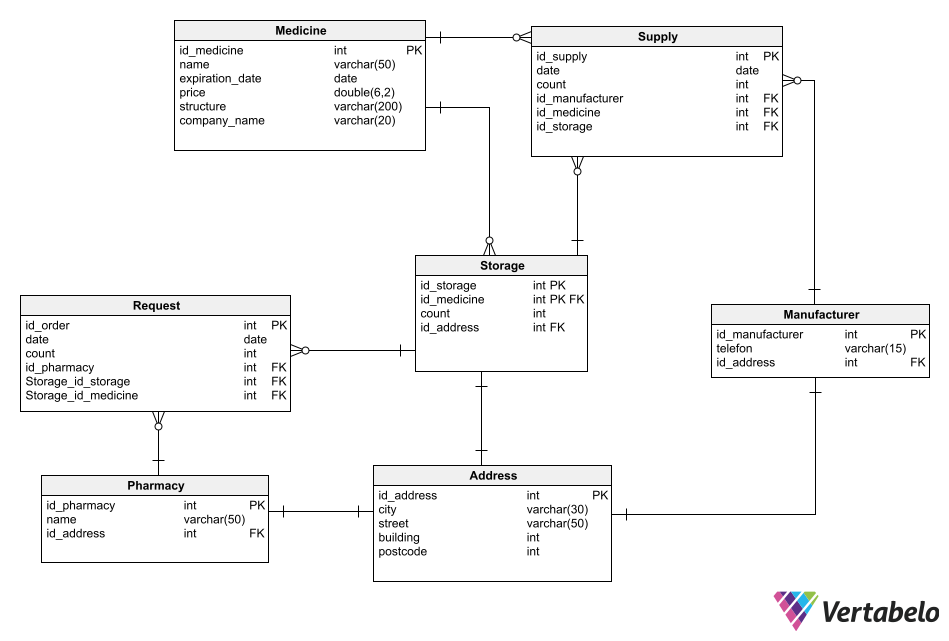 Medicine
id_medicine int PK
name varchar(50)
expiration_date date
price double(6,2)
structure varchar(200)
company_name varchar(20)
Supply
id_supply int PK
date date
count int
id_manufacturer int FK
id_medicine int FK
id_storage int FK
Storage
id_storage int PK
id_medicine int PK FK
count int
id_address int FK
Request
id_order int PK
date date
count int
id_pharmacy int FK
Storage_id_storage int FK
Storage_id_medicine int FK
Manufacturer
id_manufacturer int PK
telefon varchar(15)
id_address int FK
Pharmacy
id_pharmacy int PK
name varchar(50)
id_address int FK
Address
id_address int PK
city varchar(30)
street varchar(50)
building int
postcode int
Vertabelo